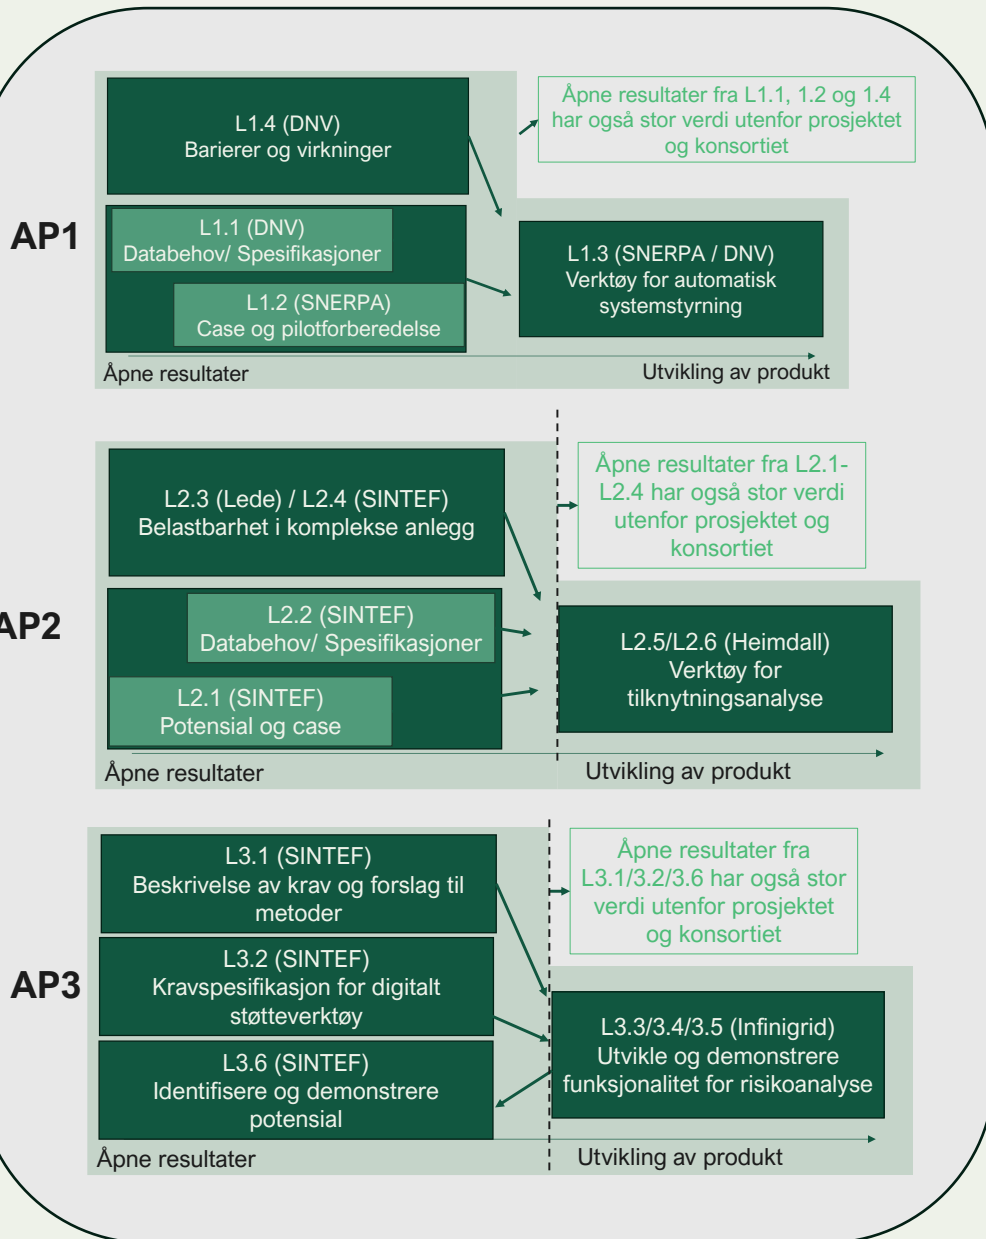 Åpne resultater fra L1.1, 1.2 og 1.4
har også stor verdi utenfor prosjektet
og konsortiet
L1.4 (DNV)
Barierer og virkninger
AP1
L1.1 (DNV)
Databehov/ Spesifikasjoner
L1.2 (SNERPA)
Case og pilotforberedelse
L1.3 (SNERPA / DNV)
Verktøy for automatisk
systemstyrning
Åpne resultater
Utvikling av produkt
Åpne resultater fra L2.1-
L2.4 har også stor verdi
utenfor prosjektet og
konsortiet
L2.3 (Lede) / L2.4 (SINTEF)
Belastbarhet i komplekse anlegg
AP2
L2.2 (SINTEF)
Databehov/ Spesifikasjoner
L2.1 (SINTEF)
Potensial og case
L2.5/L2.6 (Heimdall)
Verktøy for
tilknytningsanalyse
Åpne resultater
Utvikling av produkt
Åpne resultater fra
L3.1/3.2/3.6 har også stor
verdi utenfor prosjektet
og konsortiet
L3.1 (SINTEF)
Beskrivelse av krav og forslag til
metoder
AP3
L3.2 (SINTEF)
Kravspesifikasjon for digitalt
støtteverktøy
L3.6 (SINTEF)
Identifisere og demonstrere
potensial
L3.3/3.4/3.5 (Infinigrid)
Utvikle og demonstrere
funksjonalitet for risikoanalyse
Åpne resultater
Utvikling av produkt